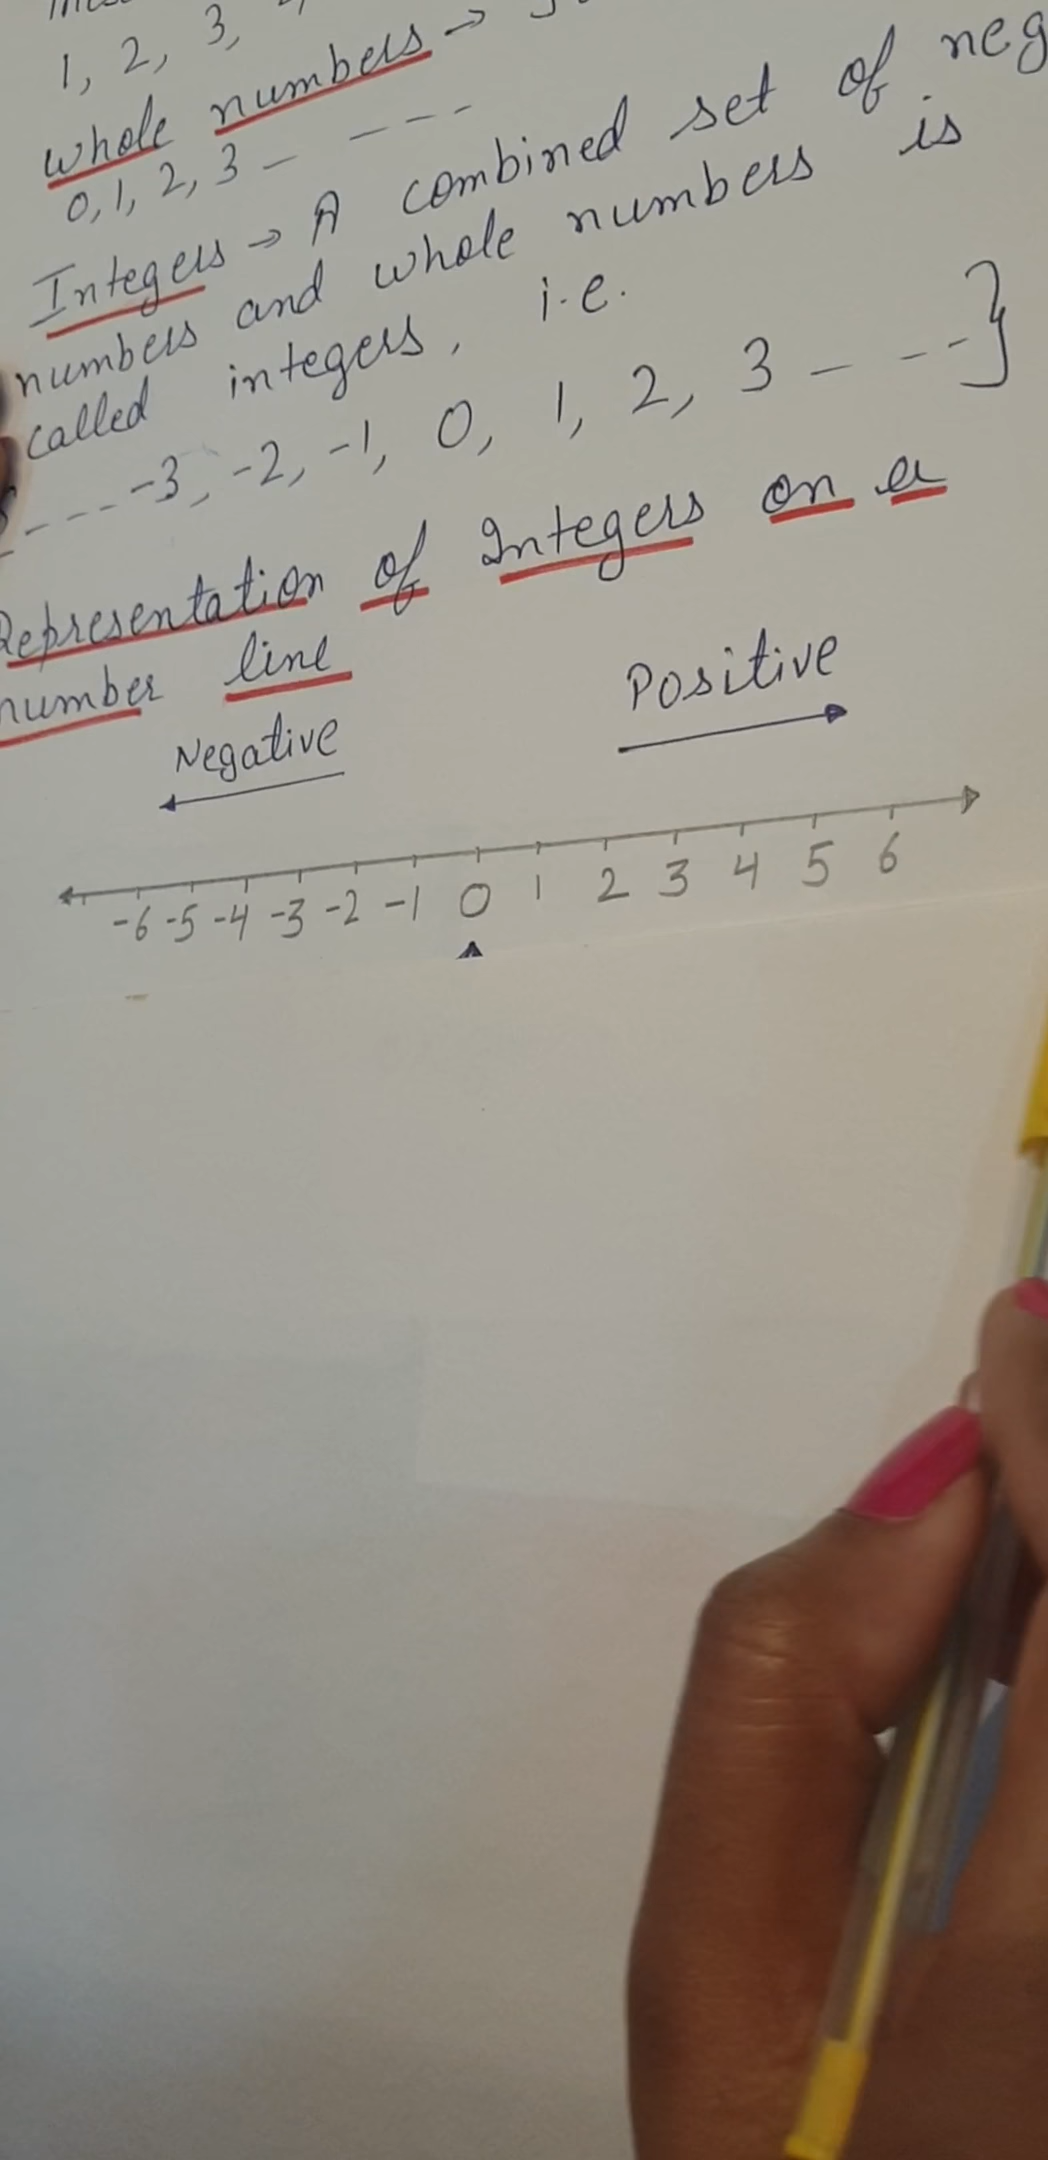 1, 2, 3,
whole numbers →
0, 1, 2, 3 - - - -
Integers → A combined set of neg
numbers and whole numbers is
called integers, i.e.
- - - - -3, -2, -1, 0, 1, 2, 3 - - - }
Representation of Integers on a
number line
Negative Positive
-6 -5 -4 -3 -2 -1 0 1 2 3 4 5 6